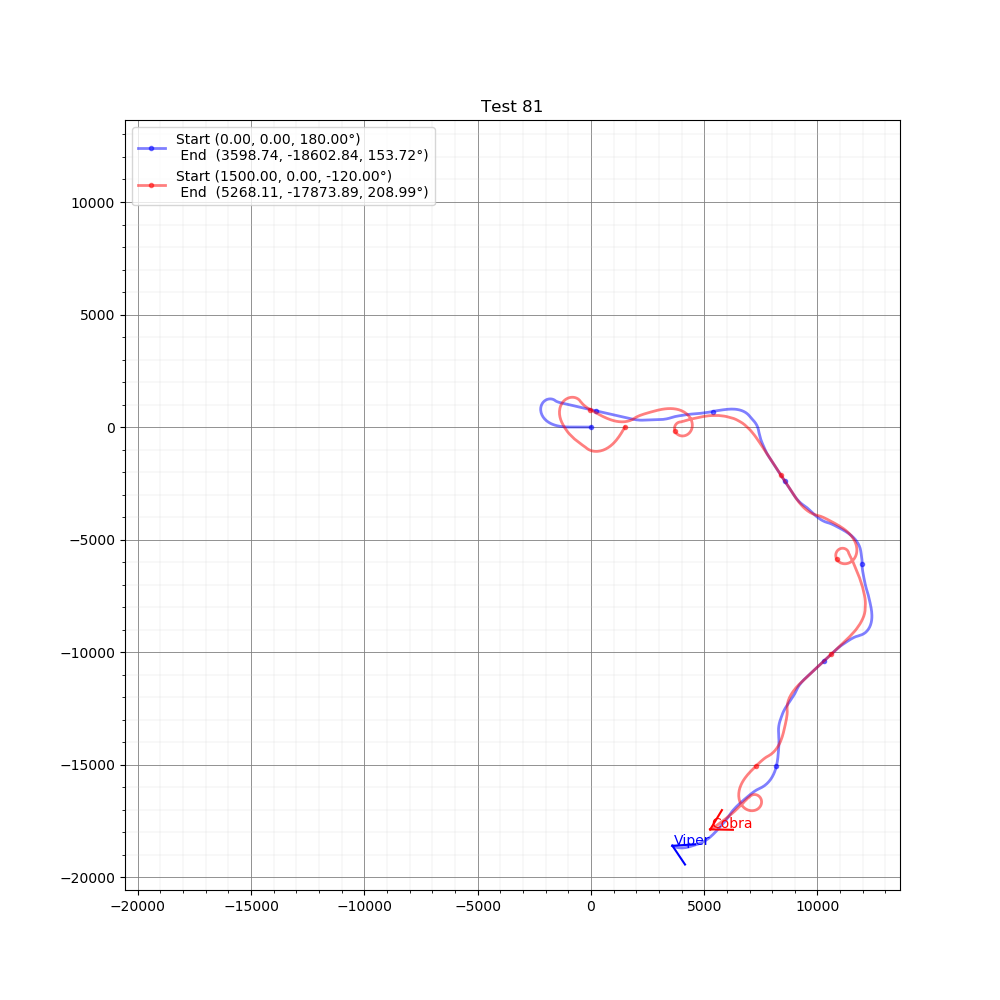 Test 81
Start (0.00, 0.00, 180.00°)
End (3598.74, -18602.84, 153.72°)
Start (1500.00, 0.00, -120.00°)
End (5268.11, -17873.89, 208.99°)
10000
5000
0
−5000
−10000
−15000
−20000
Cobra
Viper
−20000 −15000 −10000 −5000 0 5000 10000